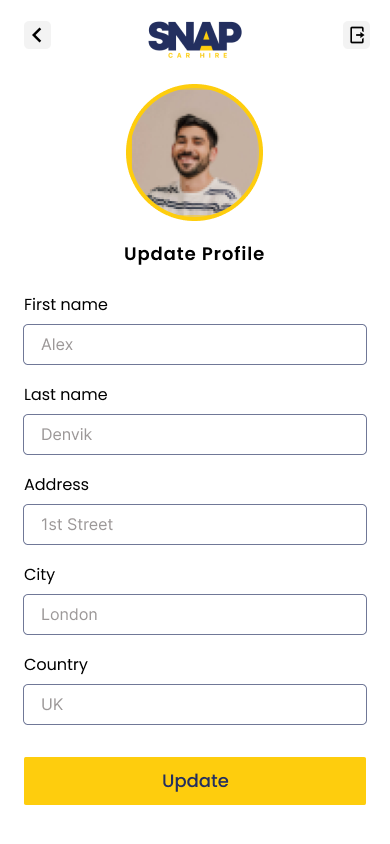 SNAP
CAR HIRE
Update Profile
First name
Alex
Last name
Denvik
Address
1st Street
City
London
Country
UK
Update